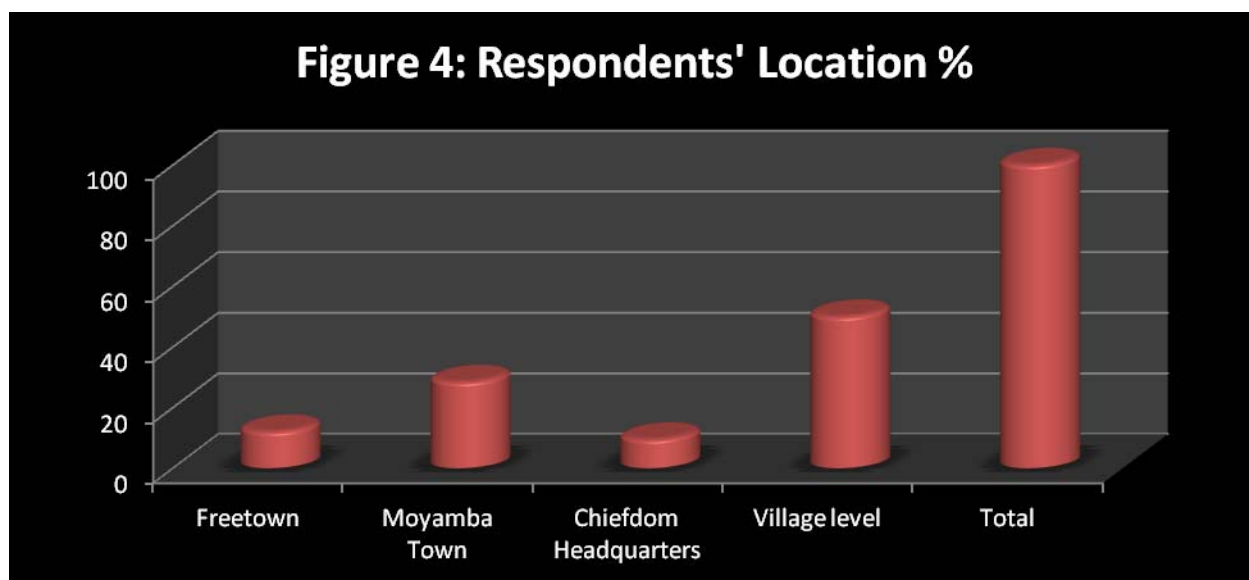 Figure 4: Respondents' Location %
100
80
60
40
20
0
Freetown
Moyamba
Town
Chiefdom
Headquarters
Village level
Total